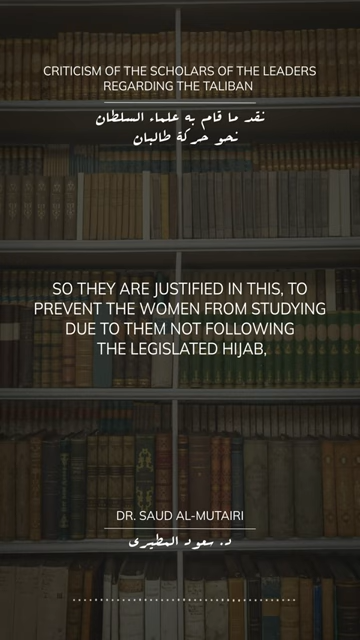 CRITICISM OF THE SCHOLARS OF THE LEADERS
REGARDING THE TALIBAN
نقد ما قام به علماء السلطان
نحو حركة طالبان
SO THEY ARE JUSTIFIED IN THIS, TO
PREVENT THE WOMEN FROM STUDYING
DUE TO THEM NOT FOLLOWING
THE LEGISLATED HIJAB,
DR. SAUD AL-MUTAIRI
د. سعود المطيري